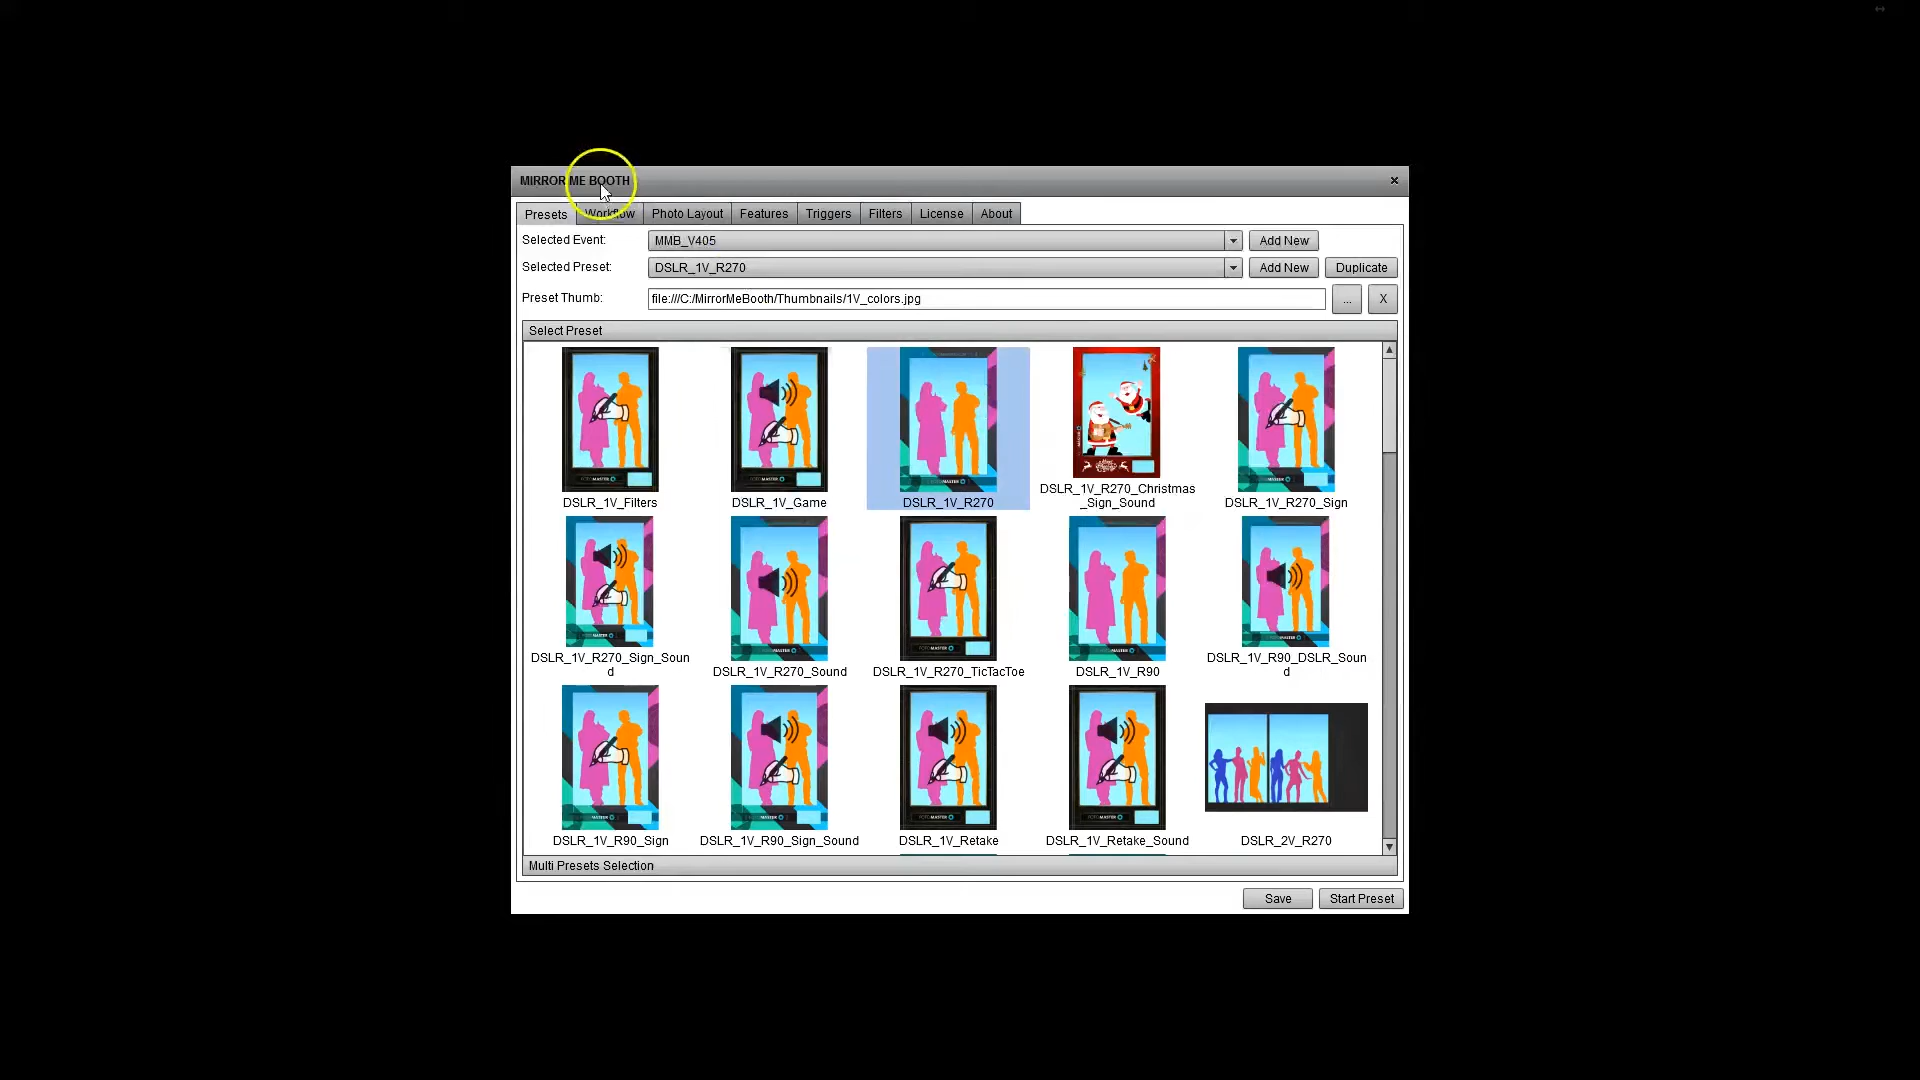 MIRROR ME BOOTH
Presets Workflow Photo Layout Features Triggers Filters License About
Selected Event: MMB_V405 Add New
Selected Preset: DSLR_1V_R270 Add New Duplicate
Preset Thumb: file:///C:/MirrorMeBooth/Thumbnails/1V_colors.jpg ... X
Select Preset
DSLR_1V_Filters DSLR_1V_Game DSLR_1V_R270 DSLR_1V_R270_Christmas DSLR_1V_R270_Sign
_Sign_Sound
DSLR_1V_R270_Sign_Soun DSLR_1V_R270_Sound DSLR_1V_R270_TicTacToe DSLR_1V_R90 DSLR_1V_R90_DSLR_Soun
d d
DSLR_1V_R90_Sign DSLR_1V_R90_Sign_Sound DSLR_1V_Retake DSLR_1V_Retake_Sound DSLR_2V_R270
Multi Presets Selection
Save Start Preset